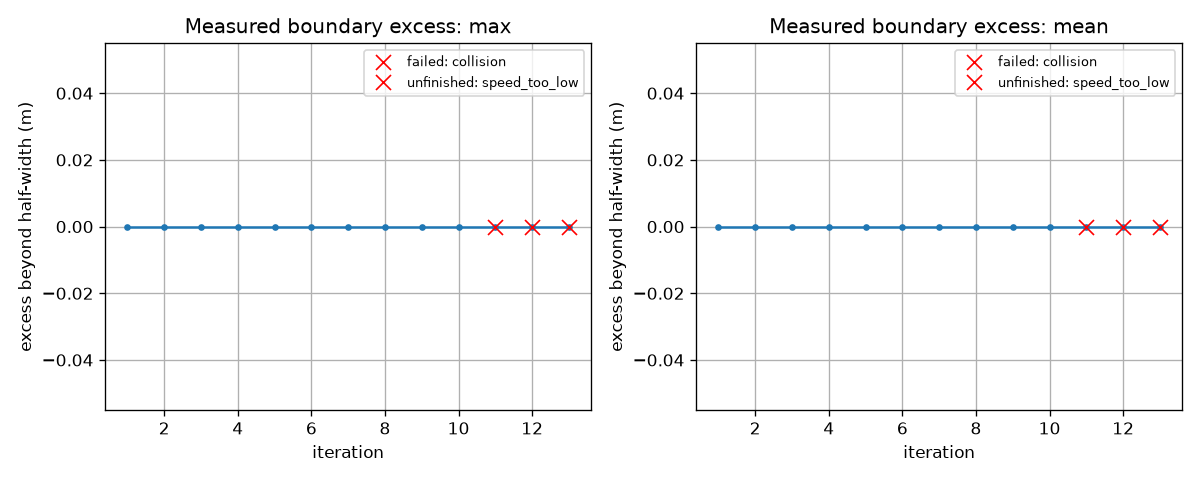 Measured boundary excess: max
failed: collision
unfinished: speed_too_low
excess beyond half-width (m)
0.04
0.02
0.00
−0.02
−0.04
2 4 6 8 10 12
iteration
Measured boundary excess: mean
failed: collision
unfinished: speed_too_low
excess beyond half-width (m)
0.04
0.02
0.00
−0.02
−0.04
2 4 6 8 10 12
iteration